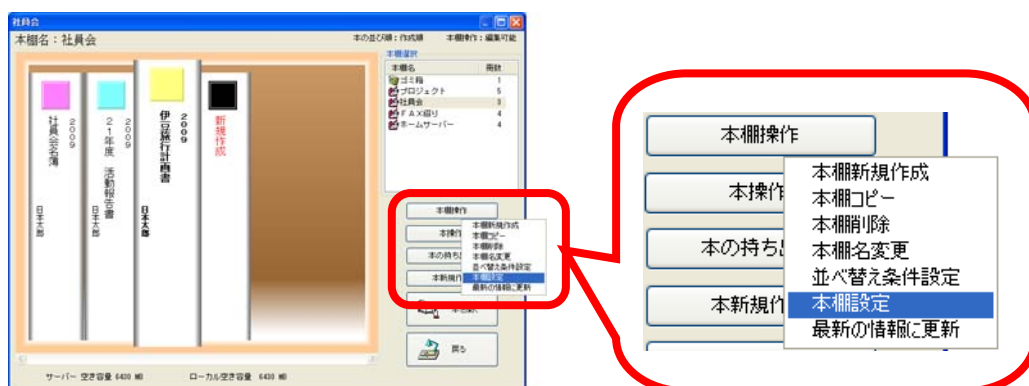 社員会
本棚名：社員会
本の並び順：作成順 本棚操作：編集可能
2009
社員会名簿
日本太郎
2009
21年度 活動報告書
日本太郎
2009
伊豆旅行計画書
日本太郎
新規作成
本棚選択
本棚名 冊数
ゴミ箱 1
プロジェクト 5
社員会 3
FAX綴り 4
ホームサーバー 4
本棚操作
本操作
本の持ち出
本新規作
戻る
本棚新規作成
本棚コピー
本棚削除
本棚名変更
並べ替え条件設定
本棚設定
最新の情報に更新
サーバー 空き容量 6430 MB ローカル空き容量 6430 MB
本棚操作
本操作
本の持ち
本新規作
本棚新規作成
本棚コピー
本棚削除
本棚名変更
並べ替え条件設定
本棚設定
最新の情報に更新